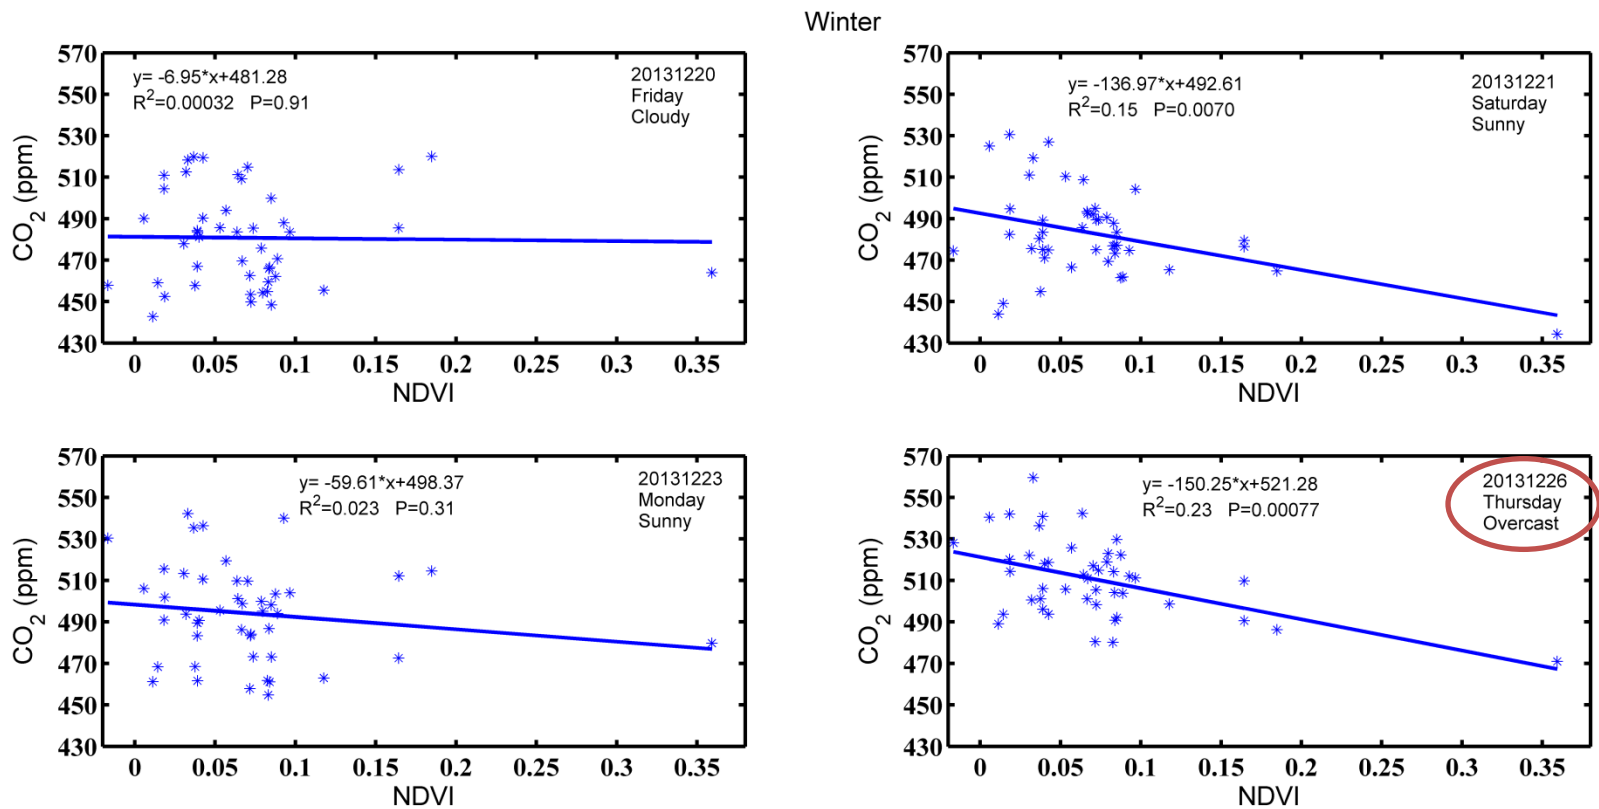 Winter
570
550
530
510
490
470
450
430
CO2 (ppm)
y= -6.95*x+481.28
R2=0.00032 P=0.91
20131220
Friday
Cloudy
0 0.05 0.1 0.15 0.2 0.25 0.3 0.35
NDVI
570
550
530
510
490
470
450
430
CO2 (ppm)
y= -136.97*x+492.61
R2=0.15 P=0.0070
20131221
Saturday
Sunny
0 0.05 0.1 0.15 0.2 0.25 0.3 0.35
NDVI
570
550
530
510
490
470
450
430
CO2 (ppm)
y= -59.61*x+498.37
R2=0.023 P=0.31
20131223
Monday
Sunny
0 0.05 0.1 0.15 0.2 0.25 0.3 0.35
NDVI
570
550
530
510
490
470
450
430
CO2 (ppm)
y= -150.25*x+521.28
R2=0.23 P=0.00077
20131226
Thursday
Overcast
0 0.05 0.1 0.15 0.2 0.25 0.3 0.35
NDVI